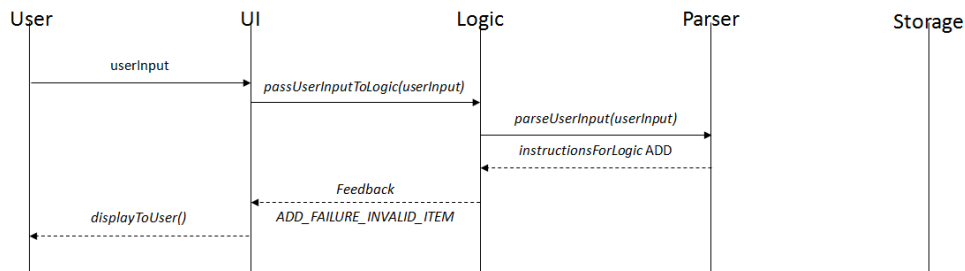 User UI Logic Parser Storage
userInput
passUserInputToLogic(userInput)
parseUserInput(userInput)
instructionsForLogic ADD
Feedback
displayToUser()
ADD_FAILURE_INVALID_ITEM